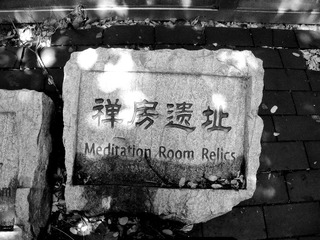 禅房遗址
Meditation Room Relics